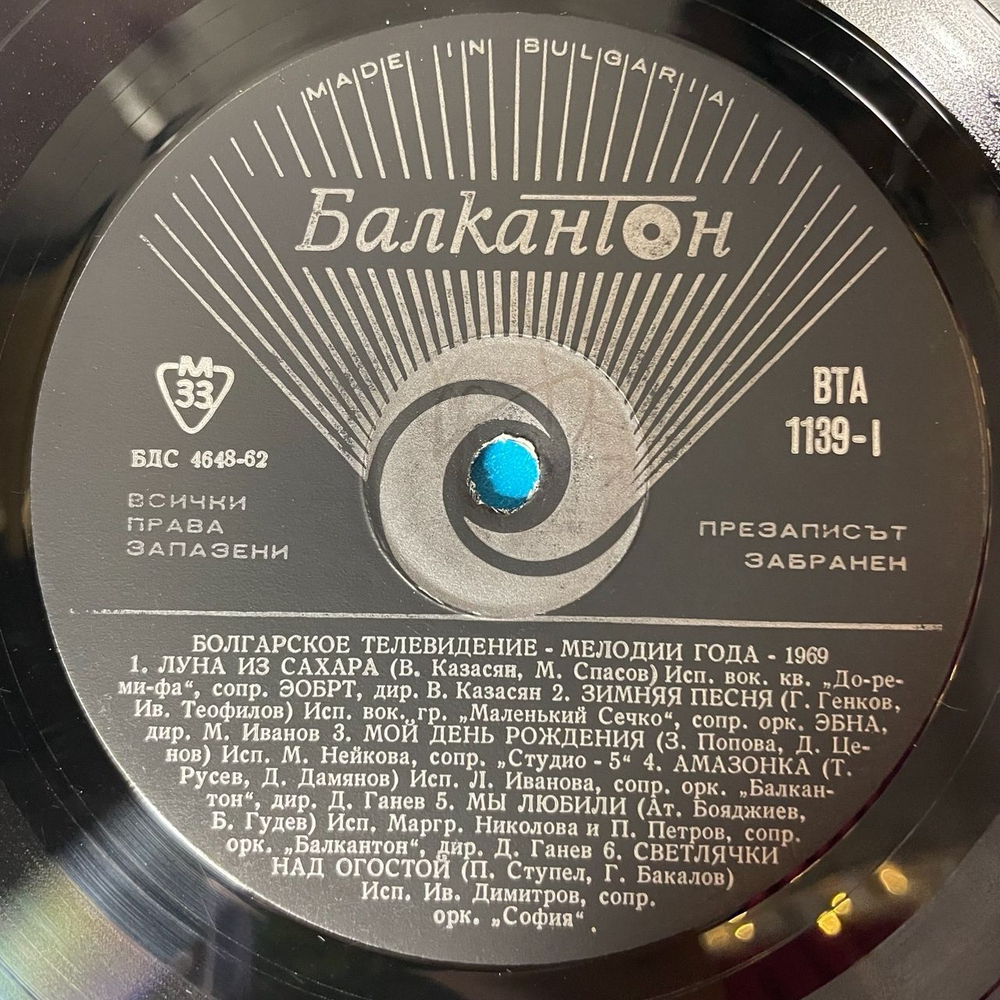 MADE IN BULGARIA
Балкантон
М
33
БДС 4648-62
ВСИЧКИ
ПРАВА
ЗАПАЗЕНИ
ВТА
1139-I
ПРЕЗАПИСЪТ
ЗАБРАНЕН
БОЛГАРСКОЕ ТЕЛЕВИДЕНИЕ - МЕЛОДИИ ГОДА - 1969
1. ЛУНА ИЗ САХАРА (В. Казасян, М. Спасов) Исп. вок. кв. „До-ре-
ми-фа“, сопр. ЭОБРТ, дир. В. Казасян 2. ЗИМНЯЯ ПЕСНЯ (Г. Генков,
Ив. Теофилов) Исп. вок. гр. „Маленький Сечко“, сопр. орк. ЭБНА,
дир. М. Иванов 3. МОЙ ДЕНЬ РОЖДЕНИЯ (З. Попова, Д. Це-
нов) Исп. М. Нейкова, сопр. „Студио - 5“ 4. АМАЗОНКА (Т.
Русев, Д. Дамянов) Исп. Л. Иванова, сопр. орк. „Балкан-
тон“, дир. Д. Ганев 5. МЫ ЛЮБИЛИ (Ат. Бояджиев,
Б. Гудев) Исп. Маргр. Николова и П. Петров, сопр.
орк. „Балкантон“, дир. Д. Ганев 6. СВЕТЛЯЧКИ
НАД ОГОСТОЙ (П. Ступел, Г. Бакалов)
Исп. Ив. Димитров, сопр.
орк. „София“.